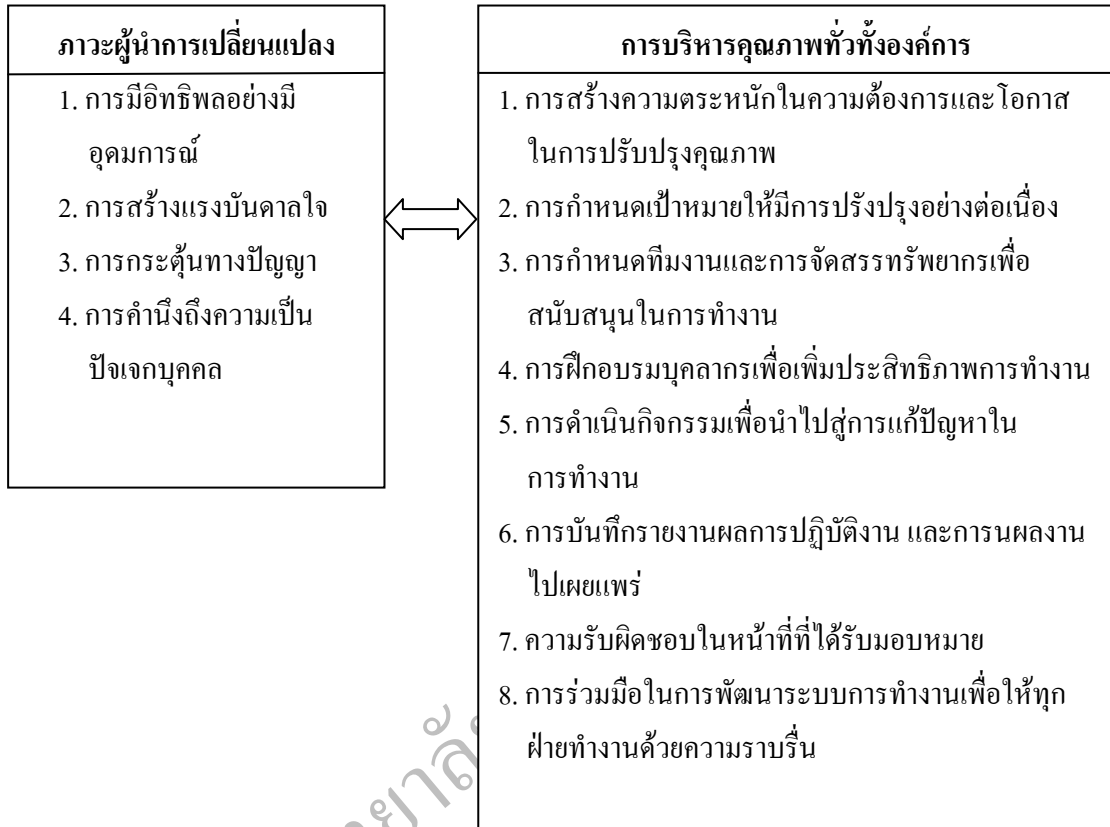 ภาวะผู้นำการเปลี่ยนแปลง
1. การมีอิทธิพลอย่างมี
อุดมการณ์
2. การสร้างแรงบันดาลใจ
3. การกระตุ้นทางปัญญา
4. การคำนึงถึงความเป็น
ปัจเจกบุคคล
การบริหารคุณภาพทั่วทั้งองค์การ
1. การสร้างความตระหนักในความต้องการและโอกาส
ในการปรับปรุงคุณภาพ
2. การกำหนดเป้าหมายให้มีการปรังปรุงอย่างต่อเนื่อง
3. การกำหนดทีมงานและการจัดสรรทรัพยากรเพื่อ
สนับสนุนในการทำงาน
4. การฝึกอบรมบุคลากรเพื่อเพิ่มประสิทธิภาพการทำงาน
5. การดำเนินกิจกรรมเพื่อนำไปสู่การแก้ปัญหาใน
การทำงาน
6. การบันทึกรายงานผลการปฏิบัติงาน และการนผลงาน
ไปเผยแพร่
7. ความรับผิดชอบในหน้าที่ที่ได้รับมอบหมาย
8. การร่วมมือในการพัฒนาระบบการทำงานเพื่อให้ทุก
ฝ่ายทำงานด้วยความราบรื่น